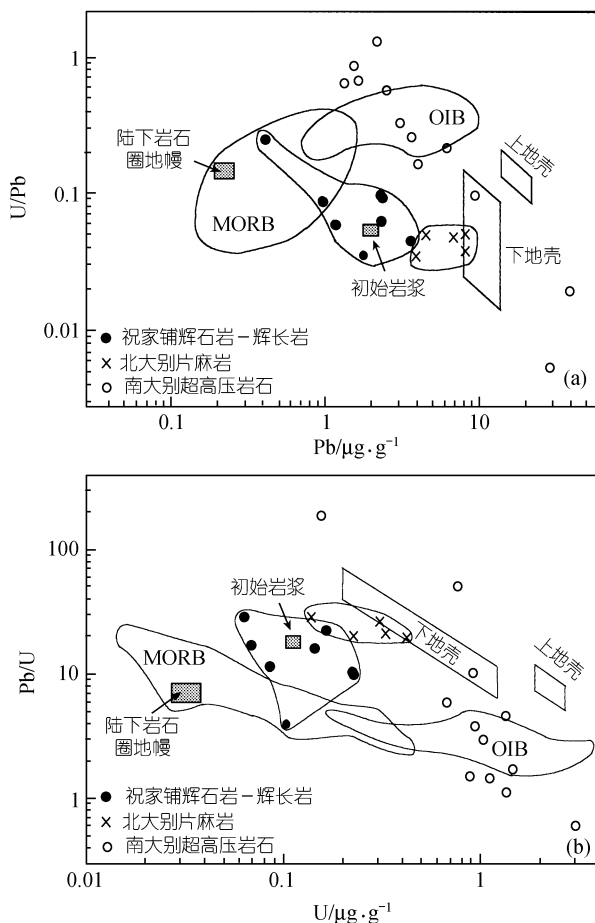 1
OIB
上地壳
陆下岩石
圈地幔
U/Pb
0.1
MORB
下地壳
初始岩浆
0.01
祝家铺辉石岩-辉长岩
北大别片麻岩
南大别超高压岩石
(a)
0.1
1
10
Pb/μg·g⁻¹
100
初始岩浆
下地壳
上地壳
MORB
Pb/U
10
陆下岩石
圈地幔
OIB
1
祝家铺辉石岩-辉长岩
北大别片麻岩
南大别超高压岩石
(b)
0.01
0.1
1
U/μg·g⁻¹